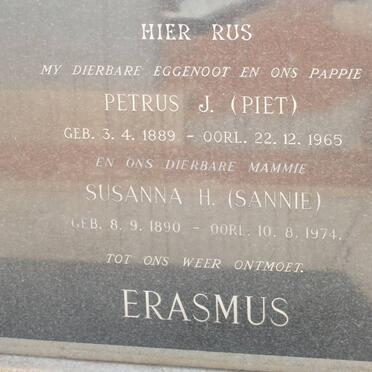 HIER RUS
MY DIERBARE EGGENOOT EN ONS PAPPIE
PETRUS J. (PIET)
GEB. 3. 4. 1889 - OORL. 22. 12. 1965
EN ONS DIERBARE MAMMIE
SUSANNA H. (SANNIE)
GEB. 8. 9. 1890 - OORL. 10. 8. 1974.
TOT ONS WEER ONTMOET.
ERASMUS